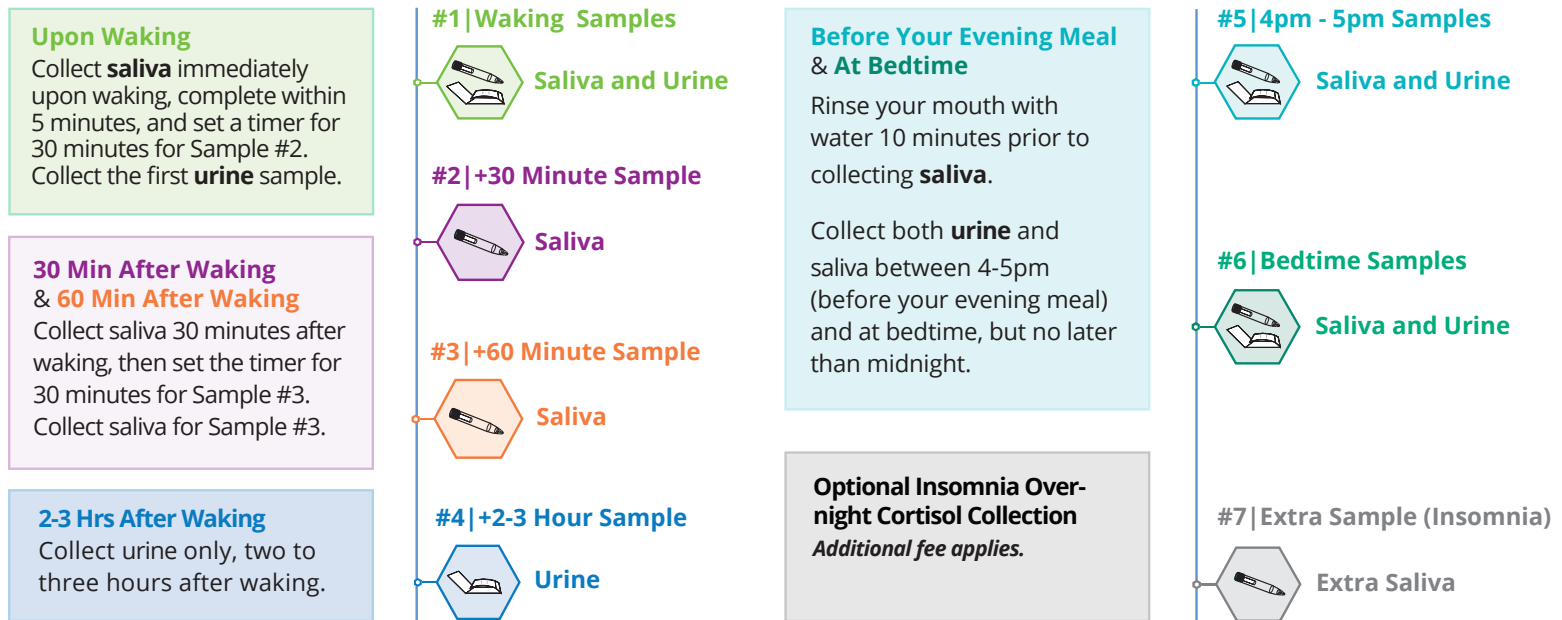 Upon Waking
Collect saliva immediately
upon waking, complete within
5 minutes, and set a timer for
30 minutes for Sample #2.
Collect the first urine sample.
30 Min After Waking
& 60 Min After Waking
Collect saliva 30 minutes after
waking, then set the timer for
30 minutes for Sample #3.
Collect saliva for Sample #3.
2-3 Hrs After Waking
Collect urine only, two to
three hours after waking.
#1|Waking Samples
Saliva and Urine
#2|+30 Minute Sample
Saliva
#3|+60 Minute Sample
Saliva
#4|+2-3 Hour Sample
Urine
Before Your Evening Meal
& At Bedtime
Rinse your mouth with
water 10 minutes prior to
collecting saliva.
Collect both urine and
saliva between 4-5pm
(before your evening meal)
and at bedtime, but no later
than midnight.
Optional Insomnia Over-
night Cortisol Collection
Additional fee applies.
#5|4pm - 5pm Samples
Saliva and Urine
#6|Bedtime Samples
Saliva and Urine
#7|Extra Sample (Insomnia)
Extra Saliva